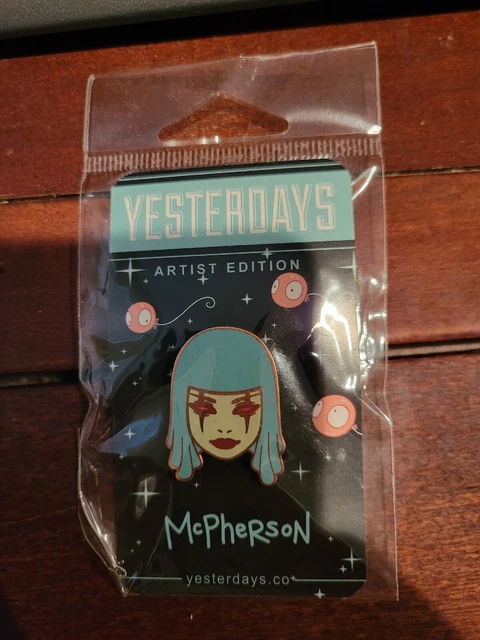 YESTERDAYS
ARTIST EDITION
McPHERSON
yesterdays.co